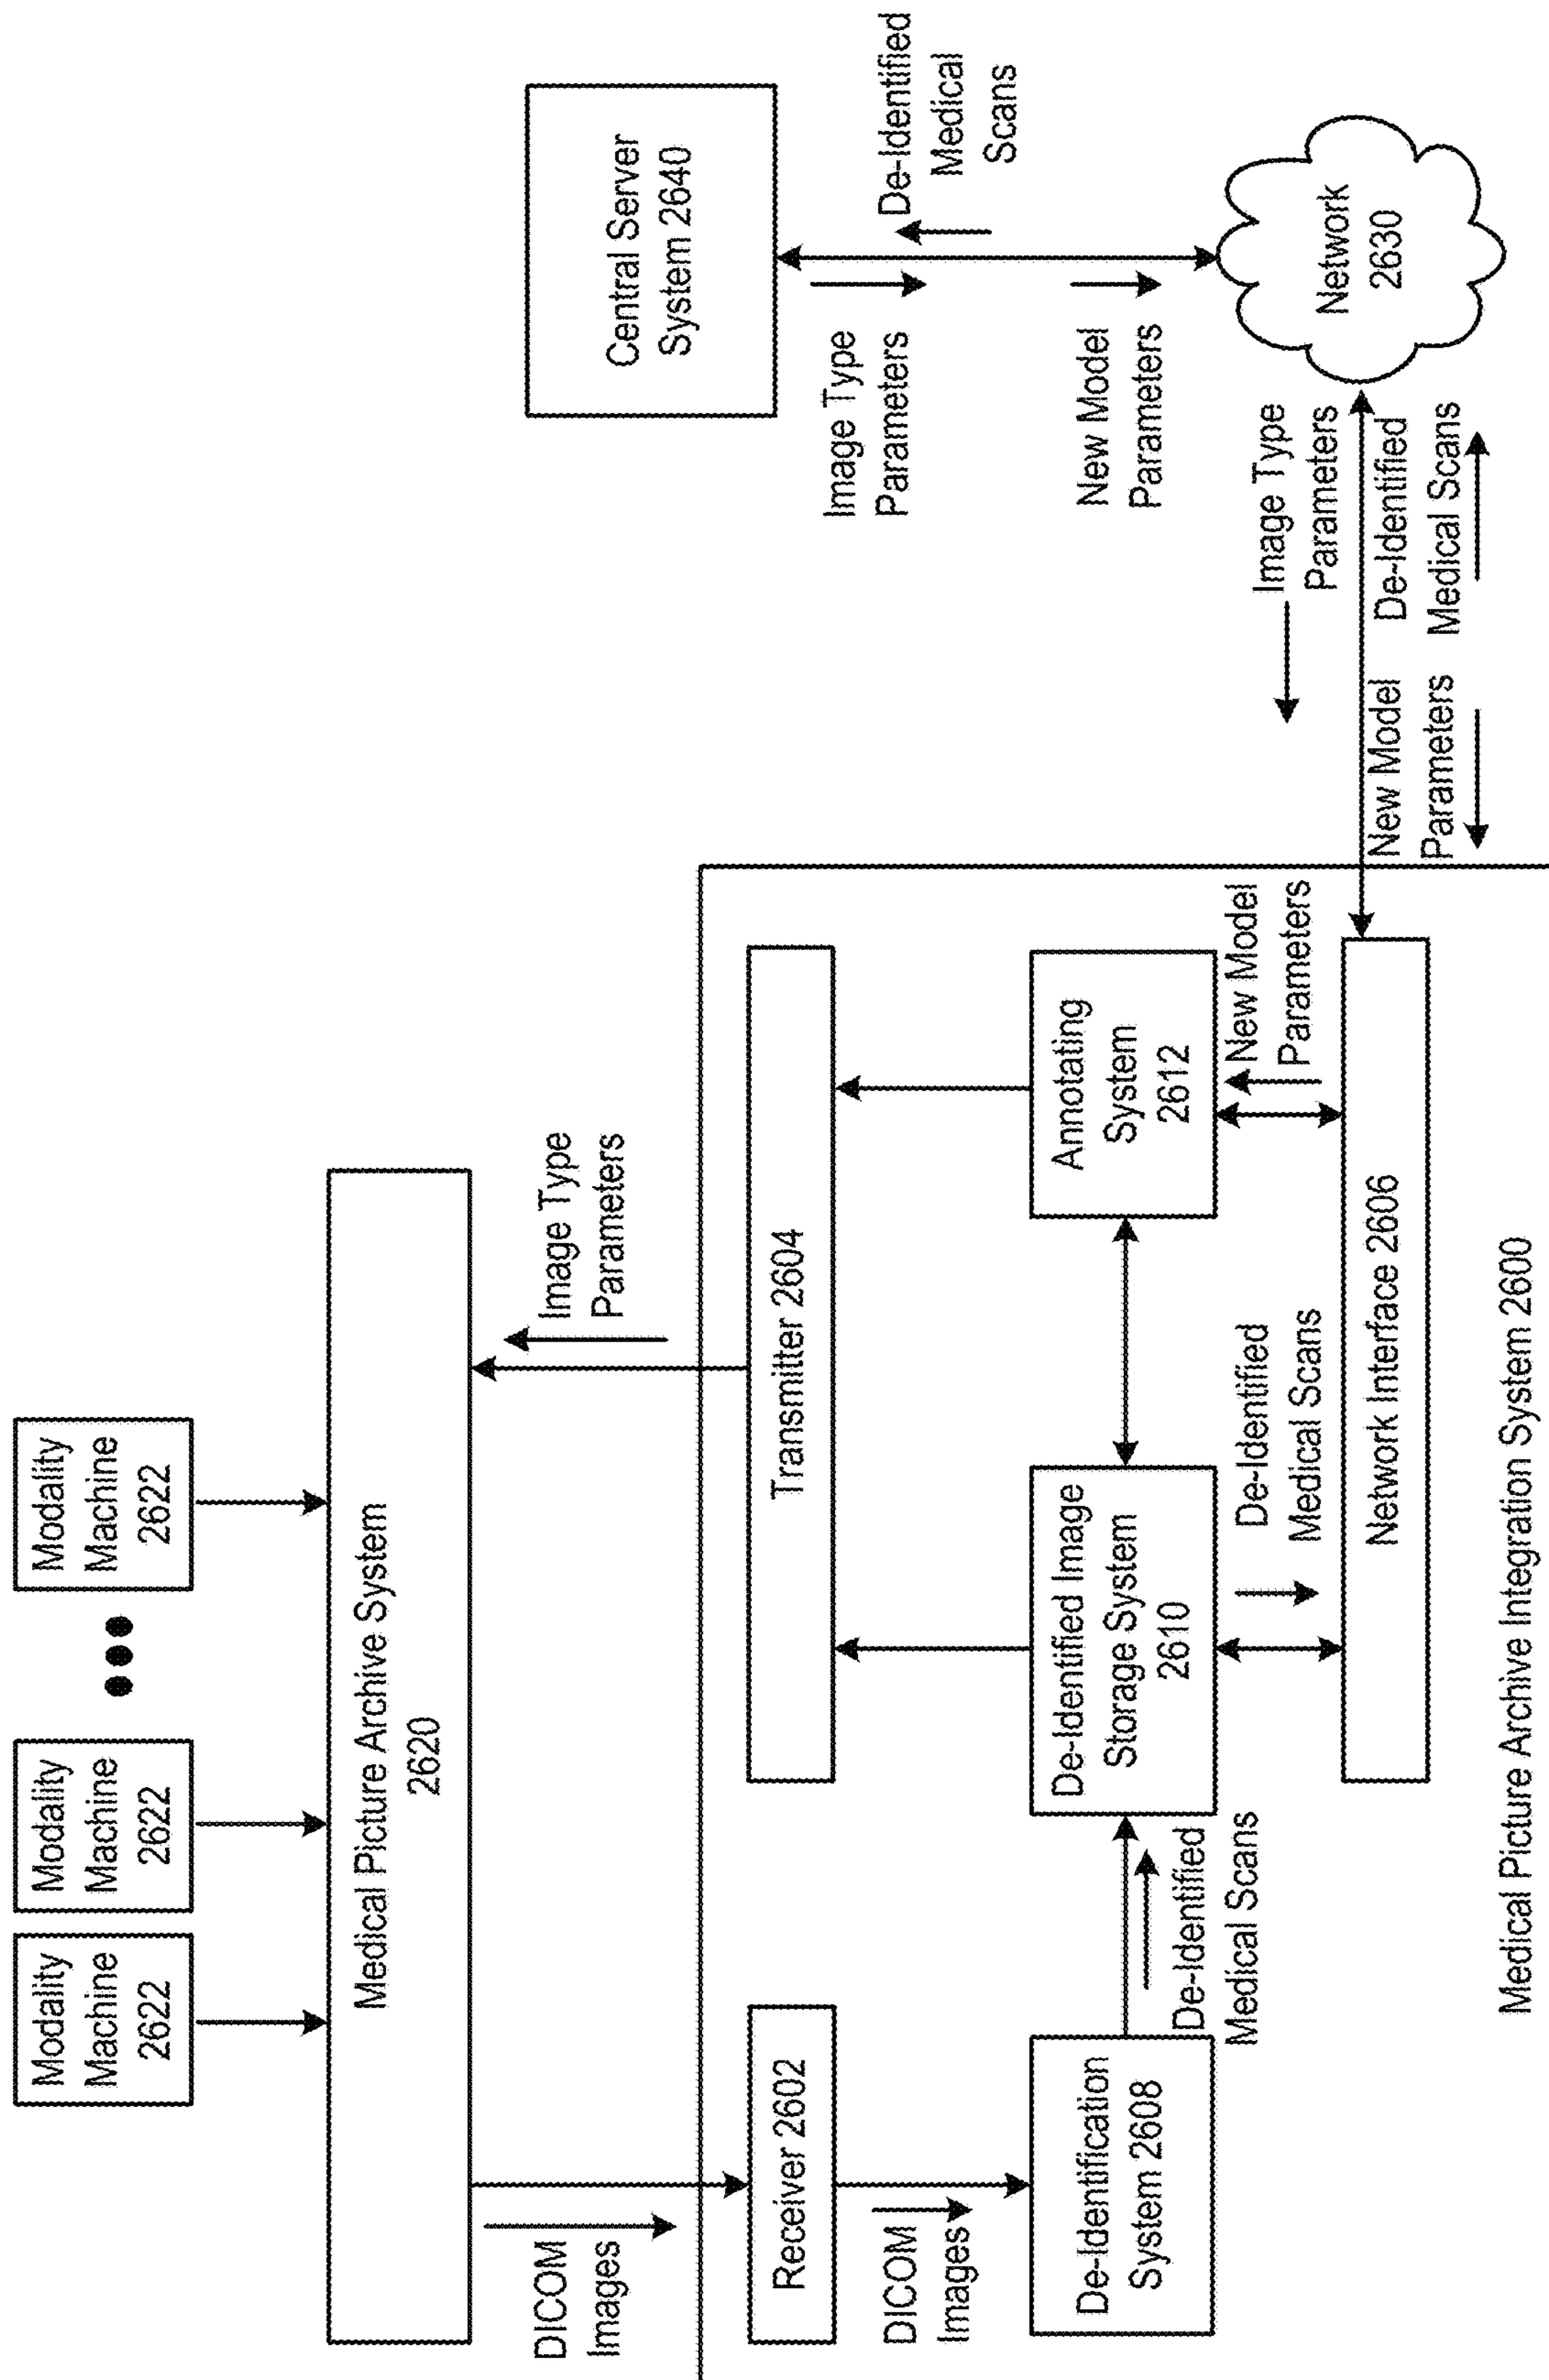 Modality
Machine
2622
Modality
Machine
2622
Modality
Machine
2622
Medical Picture Archive System
2620
DICOM
Images
Image Type
Parameters
Receiver 2602
Transmitter 2604
DICOM
Images
De-Identification
System 2608
De-Identified
Medical Scans
De-Identified Image
Storage System
2610
Annotating
System
2612
De-Identified
Medical Scans
New Model
Parameters
Network Interface 2606
Medical Picture Archive Integration System 2600
Central Server
System 2640
Image Type
Parameters
De-Identified
Medical
Scans
New Model
Parameters
Network
2630
Image Type
Parameters
New Model
Parameters
De-Identified
Medical Scans